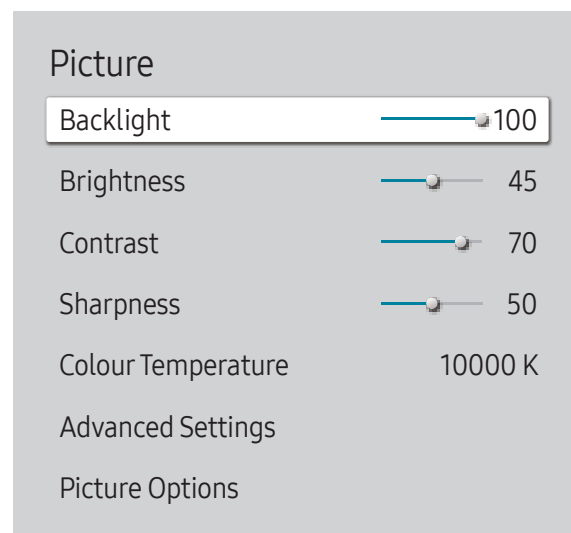 Picture
Backlight 100
Brightness 45
Contrast 70
Sharpness 50
Colour Temperature 10000 K
Advanced Settings
Picture Options